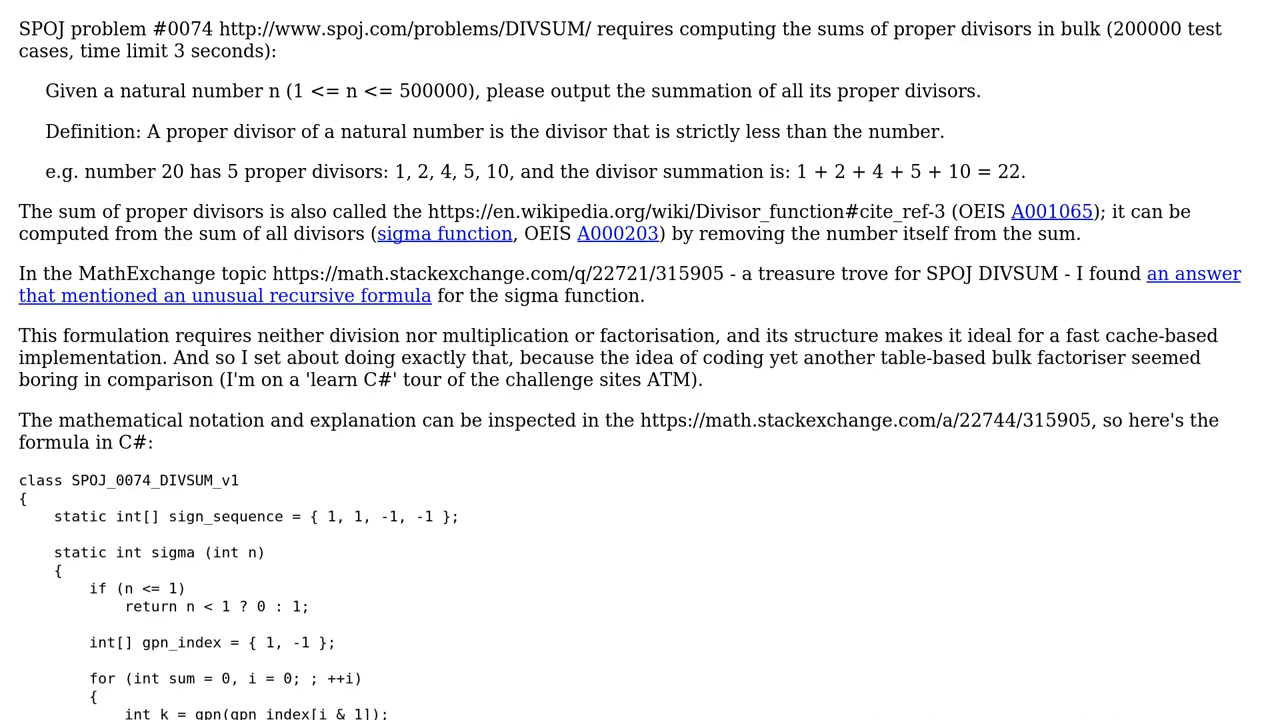 SPOJ problem #0074 http://www.spoj.com/problems/DIVSUM/ requires computing the sums of proper divisors in bulk (200000 test
cases, time limit 3 seconds):
Given a natural number n (1 <= n <= 500000), please output the summation of all its proper divisors.
Definition: A proper divisor of a natural number is the divisor that is strictly less than the number.
e.g. number 20 has 5 proper divisors: 1, 2, 4, 5, 10, and the divisor summation is: 1 + 2 + 4 + 5 + 10 = 22.
The sum of proper divisors is also called the https://en.wikipedia.org/wiki/Divisor_function#cite_ref-3 (OEIS A001065); it can be
computed from the sum of all divisors (sigma function, OEIS A000203) by removing the number itself from the sum.
In the MathExchange topic https://math.stackexchange.com/q/22721/315905 - a treasure trove for SPOJ DIVSUM - I found an answer
that mentioned an unusual recursive formula for the sigma function.
This formulation requires neither division nor multiplication or factorisation, and its structure makes it ideal for a fast cache-based
implementation. And so I set about doing exactly that, because the idea of coding yet another table-based bulk factoriser seemed
boring in comparison (I'm on a 'learn C#' tour of the challenge sites ATM).
The mathematical notation and explanation can be inspected in the https://math.stackexchange.com/a/22744/315905, so here's the
formula in C#:
class SPOJ_0074_DIVSUM_v1
{
    static int[] sign_sequence = { 1, 1, -1, -1 };
    static int sigma (int n)
    {
        if (n <= 1)
            return n < 1 ? 0 : 1;
        int[] gpn_index = { 1, -1 };
        for (int sum = 0, i = 0; ; ++i)
        {
            int k = gpn(gpn_index[i & 1]);